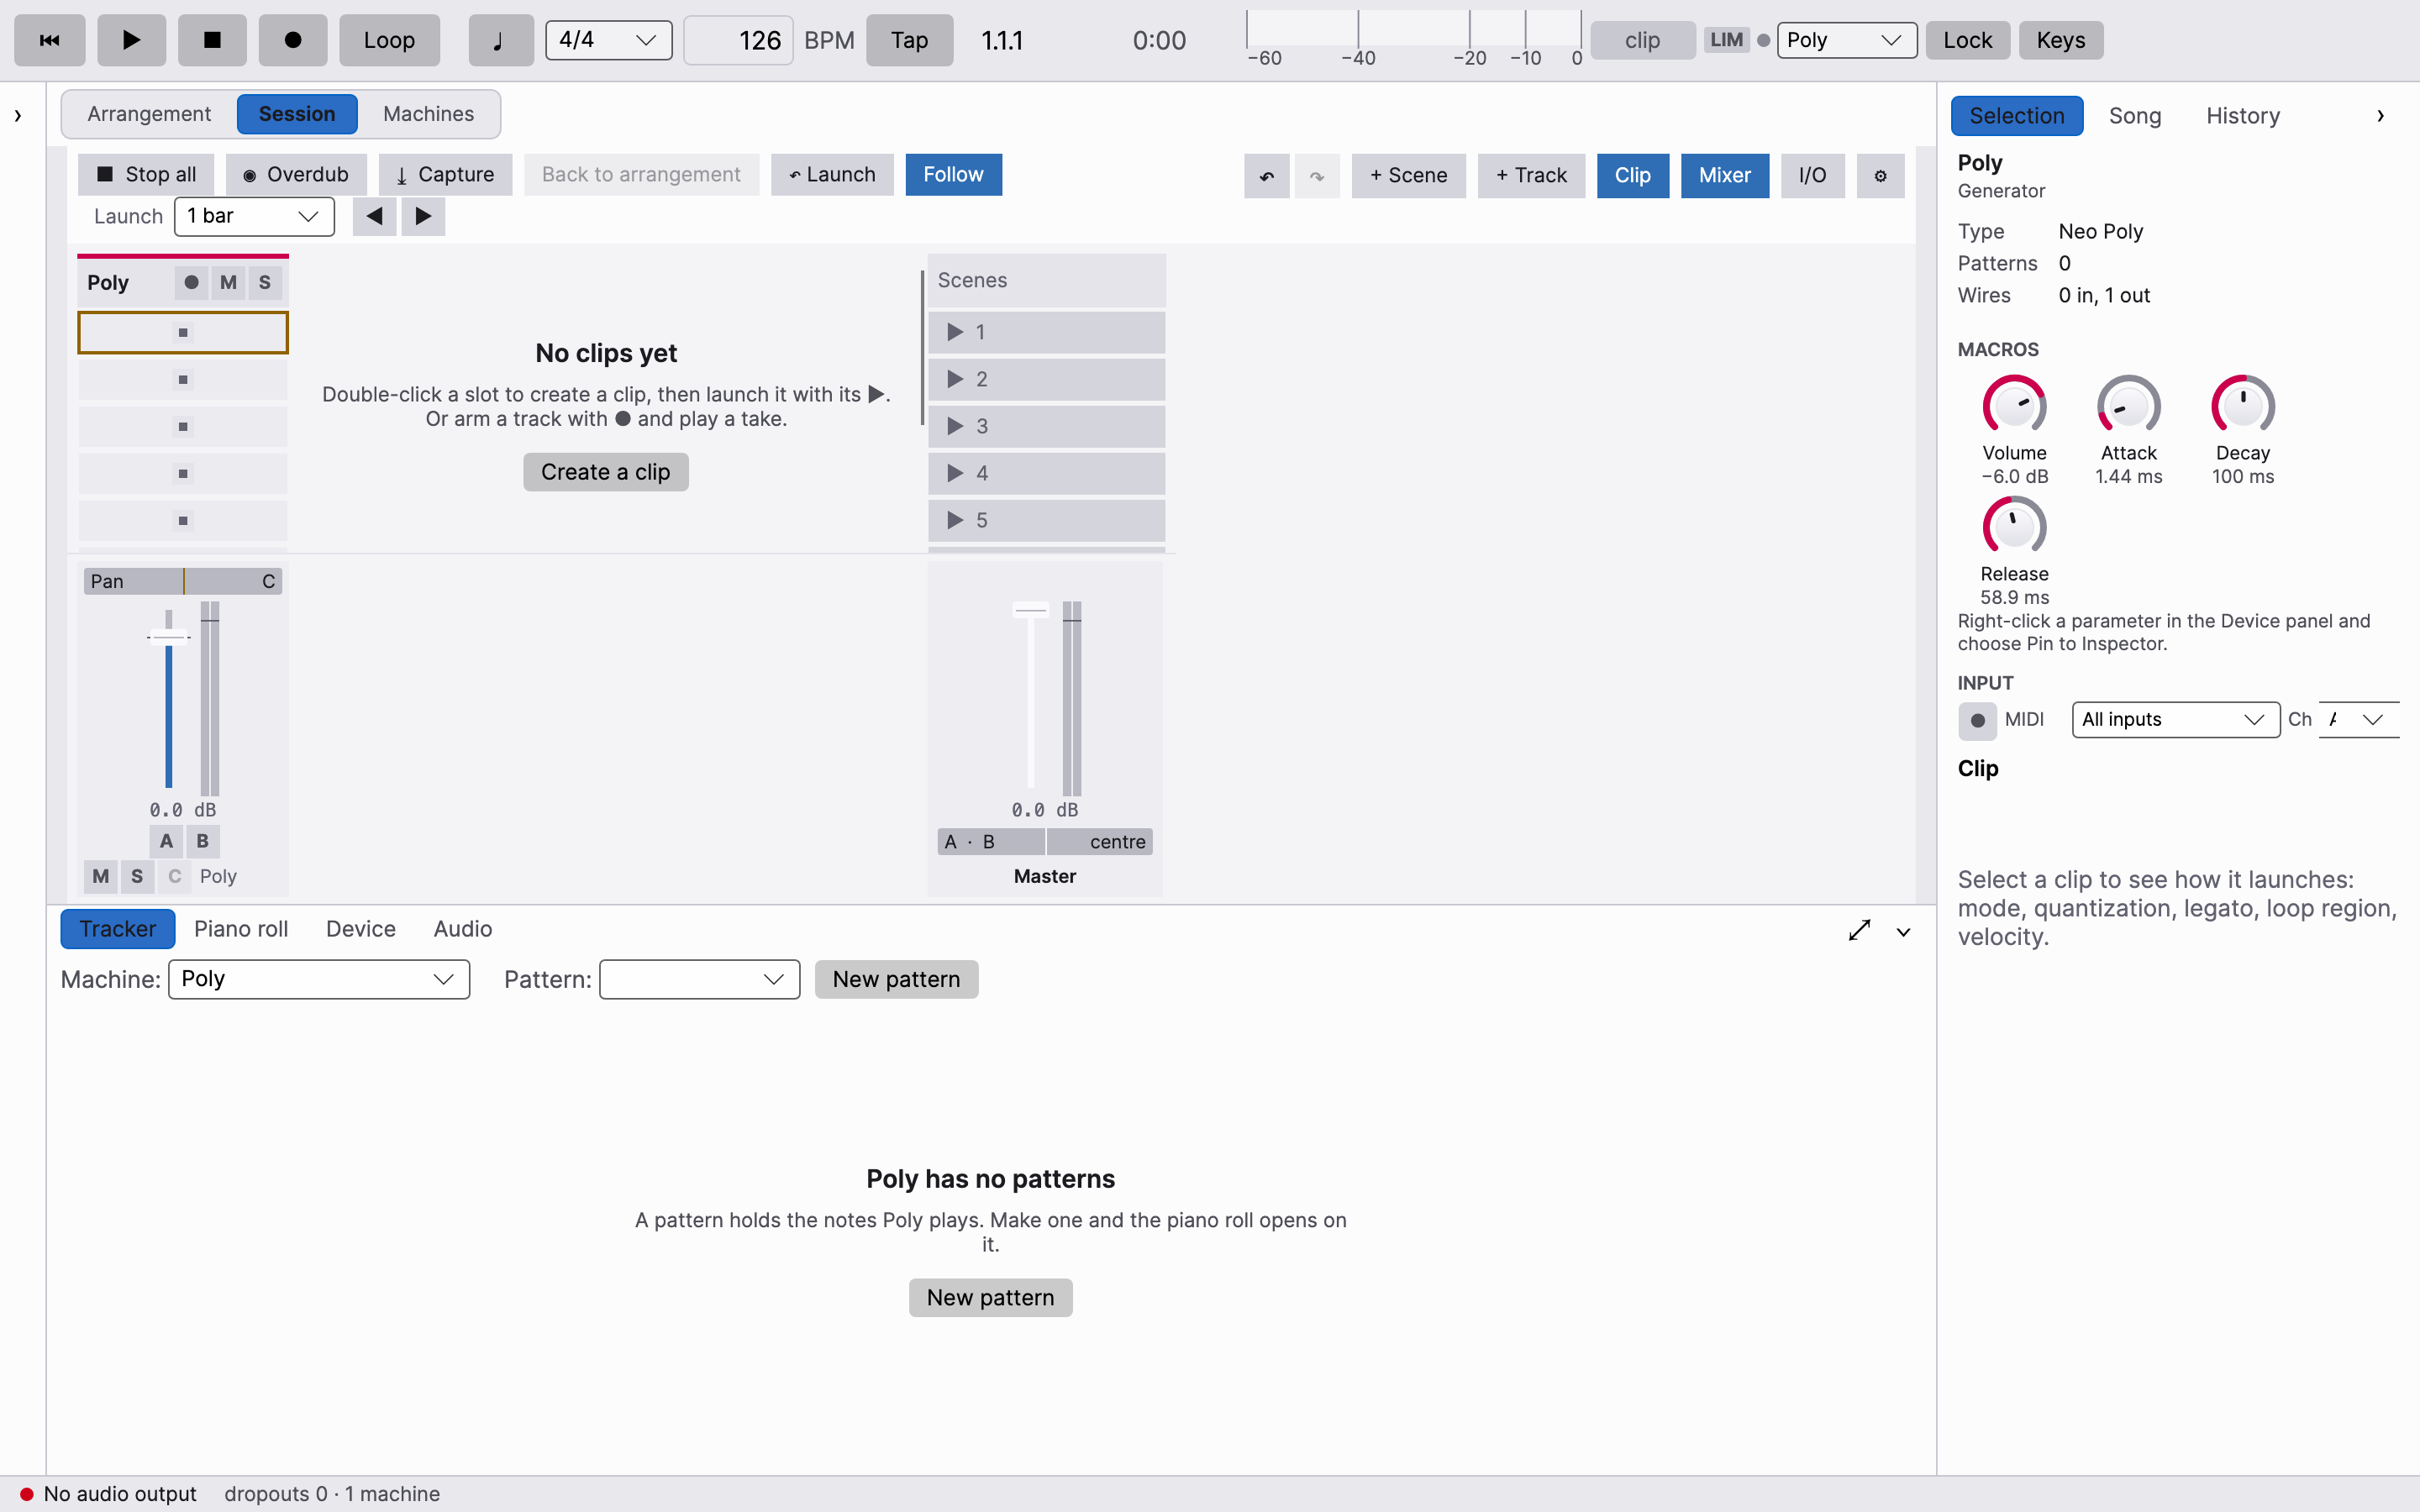 Loop
4/4
126 BPM
Tap
1.1.1
0:00
−60 −40 −20 −10 0
clip
LIM
Poly
Lock
Keys
Arrangement Session Machines
Stop all
Overdub
Capture
Back to arrangement
Launch
Follow
+ Scene
+ Track
Clip
Mixer
I/O
Launch 1 bar
Poly M S
No clips yet
Double-click a slot to create a clip, then launch it with its ▶.
Or arm a track with ● and play a take.
Create a clip
Scenes
1
2
3
4
5
Pan C
0.0 dB
A B
M S C Poly
0.0 dB
A · B centre
Master
Selection Song History
Poly
Generator
Type Neo Poly
Patterns 0
Wires 0 in, 1 out
MACROS
Volume Attack Decay
−6.0 dB 1.44 ms 100 ms
Release
58.9 ms
Right-click a parameter in the Device panel and
choose Pin to Inspector.
INPUT
MIDI All inputs Ch
Clip
Select a clip to see how it launches:
mode, quantization, legato, loop region,
velocity.
Tracker Piano roll Device Audio
Machine: Poly Pattern: New pattern
Poly has no patterns
A pattern holds the notes Poly plays. Make one and the piano roll opens on
it.
New pattern
No audio output dropouts 0 · 1 machine